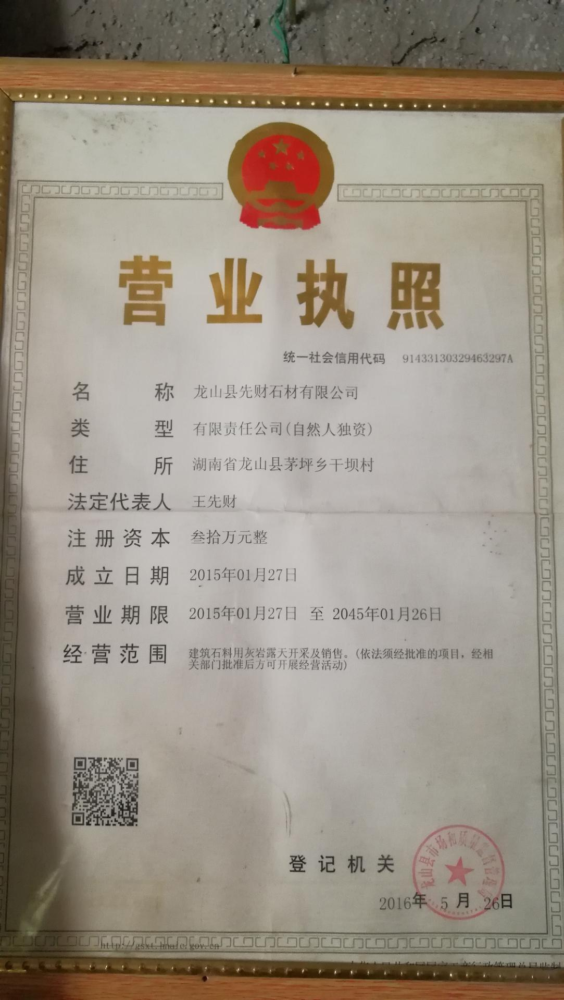 营业执照
统一社会信用代码 91433130329463297A
名称 龙山县先财石材有限公司
类型 有限责任公司(自然人独资)
住所 湖南省龙山县茅坪乡干坝村
法定代表人 王先财
注册资本 叁拾万元整
成立日期 2015年01月27日
营业期限 2015年01月27日 至 2045年01月26日
经营范围 建筑石料用灰岩露天开采及销售。(依法须经批准的项目，经相
关部门批准后方可开展经营活动)
登记机关
龙山县市场和质量监督管理局
2016年 5 月 26日
http://gsxt.hnaic.gov.cn